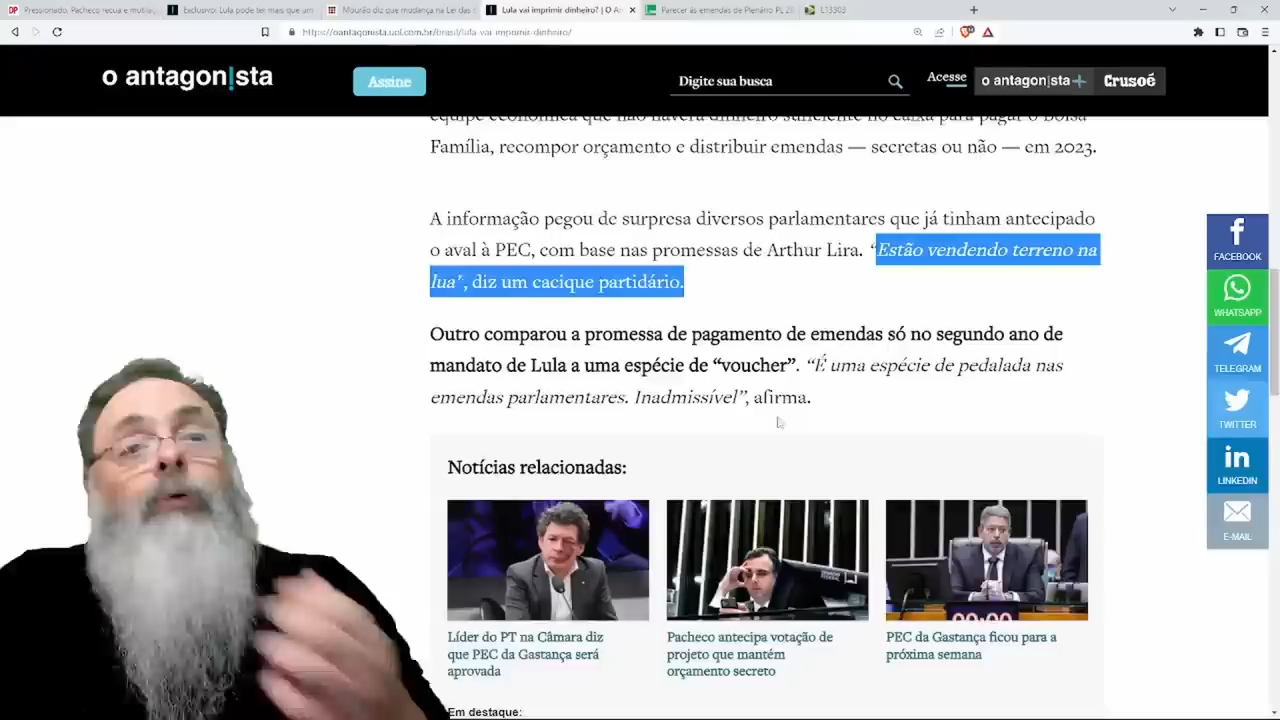 Pressionado, Pacheco recua e mutila
Exclusivo: Lula pode ter mais que um
Mourão diz que mudança na Lei das
Lula vai imprimir dinheiro? | O An
Parecer às emendas de Plenário PL 28
L13303
https://oantagonista.uol.com.br/brasil/lula-vai-imprimir-dinheiro/
o antagon!sta
Assine
Digite sua busca
Acesse
o antagon|sta+
Crusoé
equipe econômica que não haverá dinheiro suficiente no caixa para pagar o Bolsa
Família, recompor orçamento e distribuir emendas — secretas ou não — em 2023.
A informação pegou de surpresa diversos parlamentares que já tinham antecipado
o aval à PEC, com base nas promessas de Arthur Lira. “Estão vendendo terreno na
lua”, diz um cacique partidário.
Outro comparou a promessa de pagamento de emendas só no segundo ano de
mandato de Lula a uma espécie de “voucher”. “É uma espécie de pedalada nas
emendas parlamentares. Inadmissível”, afirma.
Notícias relacionadas:
Líder do PT na Câmara diz
que PEC da Gastança será
aprovada
Pacheco antecipa votação de
projeto que mantém
orçamento secreto
PEC da Gastança ficou para a
próxima semana
Em destaque:
FACEBOOK
WHATSAPP
TELEGRAM
TWITTER
LINKEDIN
E-MAIL